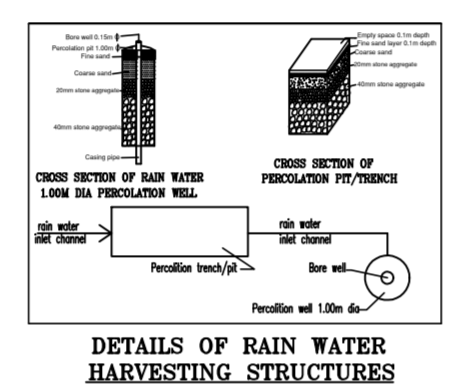 Bore well 0.15m ϕ
Percolation pit 1.00m ϕ
Fine sand
Coarse sand
20mm stone aggregate
40mm stone aggregate
Casing pipe
CROSS SECTION OF RAIN WATER
1.00M DIA PERCOLATION WELL
Empty space 0.1m depth
Fine sand layer 0.1m depth
Coarse sand
20mm stone aggregate
40mm stone aggregate
CROSS SECTION OF
PERCOLATION PIT/TRENCH
rain water
inlet channel
Percolition trench/pit
rain water
inlet channel
Bore well
Percolition well 1.00m dia
DETAILS OF RAIN WATER
HARVESTING STRUCTURES